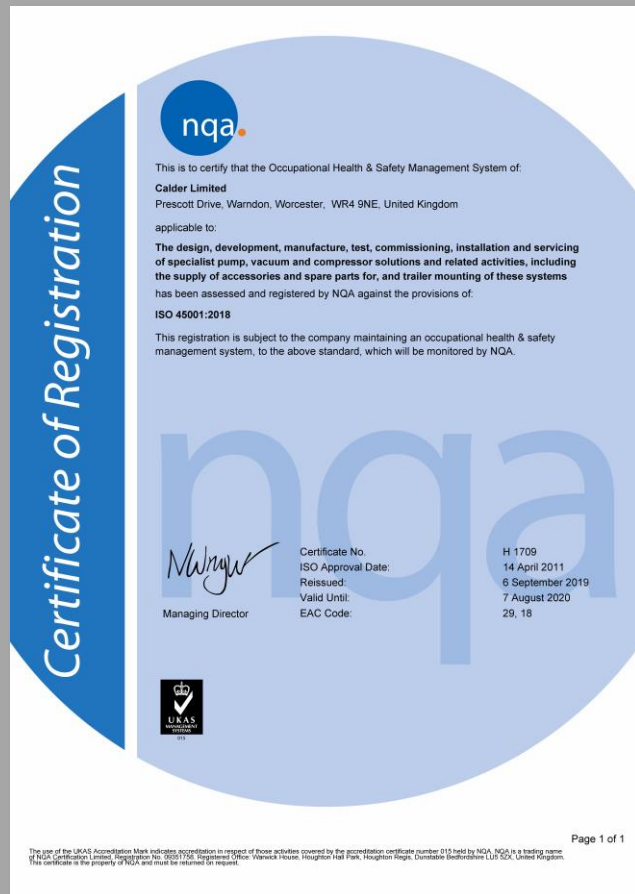 Certificate of Registration
nqa.
This is to certify that the Occupational Health & Safety Management System of:
Calder Limited
Prescott Drive, Warndon, Worcester, WR4 9NE, United Kingdom
applicable to:
The design, development, manufacture, test, commissioning, installation and servicing
of specialist pump, vacuum and compressor solutions and related activities, including
the supply of accessories and spare parts for, and trailer mounting of these systems
has been assessed and registered by NQA against the provisions of:
ISO 45001:2018
This registration is subject to the company maintaining an occupational health & safety
management system, to the above standard, which will be monitored by NQA.
nqa
Managing Director
Certificate No. H 1709
ISO Approval Date: 14 April 2011
Reissued: 6 September 2019
Valid Until: 7 August 2020
EAC Code: 29, 18
UKAS
MANAGEMENT
SYSTEMS
015
Page 1 of 1
The use of the UKAS Accreditation Mark indicates accreditation in respect of those activities covered by the accreditation certificate number 015 held by NQA. NQA is a trading name
of NQA Certification Limited, Registration No. 09351758. Registered Office: Warwick House, Houghton Hall Park, Houghton Regis, Dunstable Bedfordshire LU5 5ZX, United Kingdom.
This certificate is the property of NQA and must be returned on request.